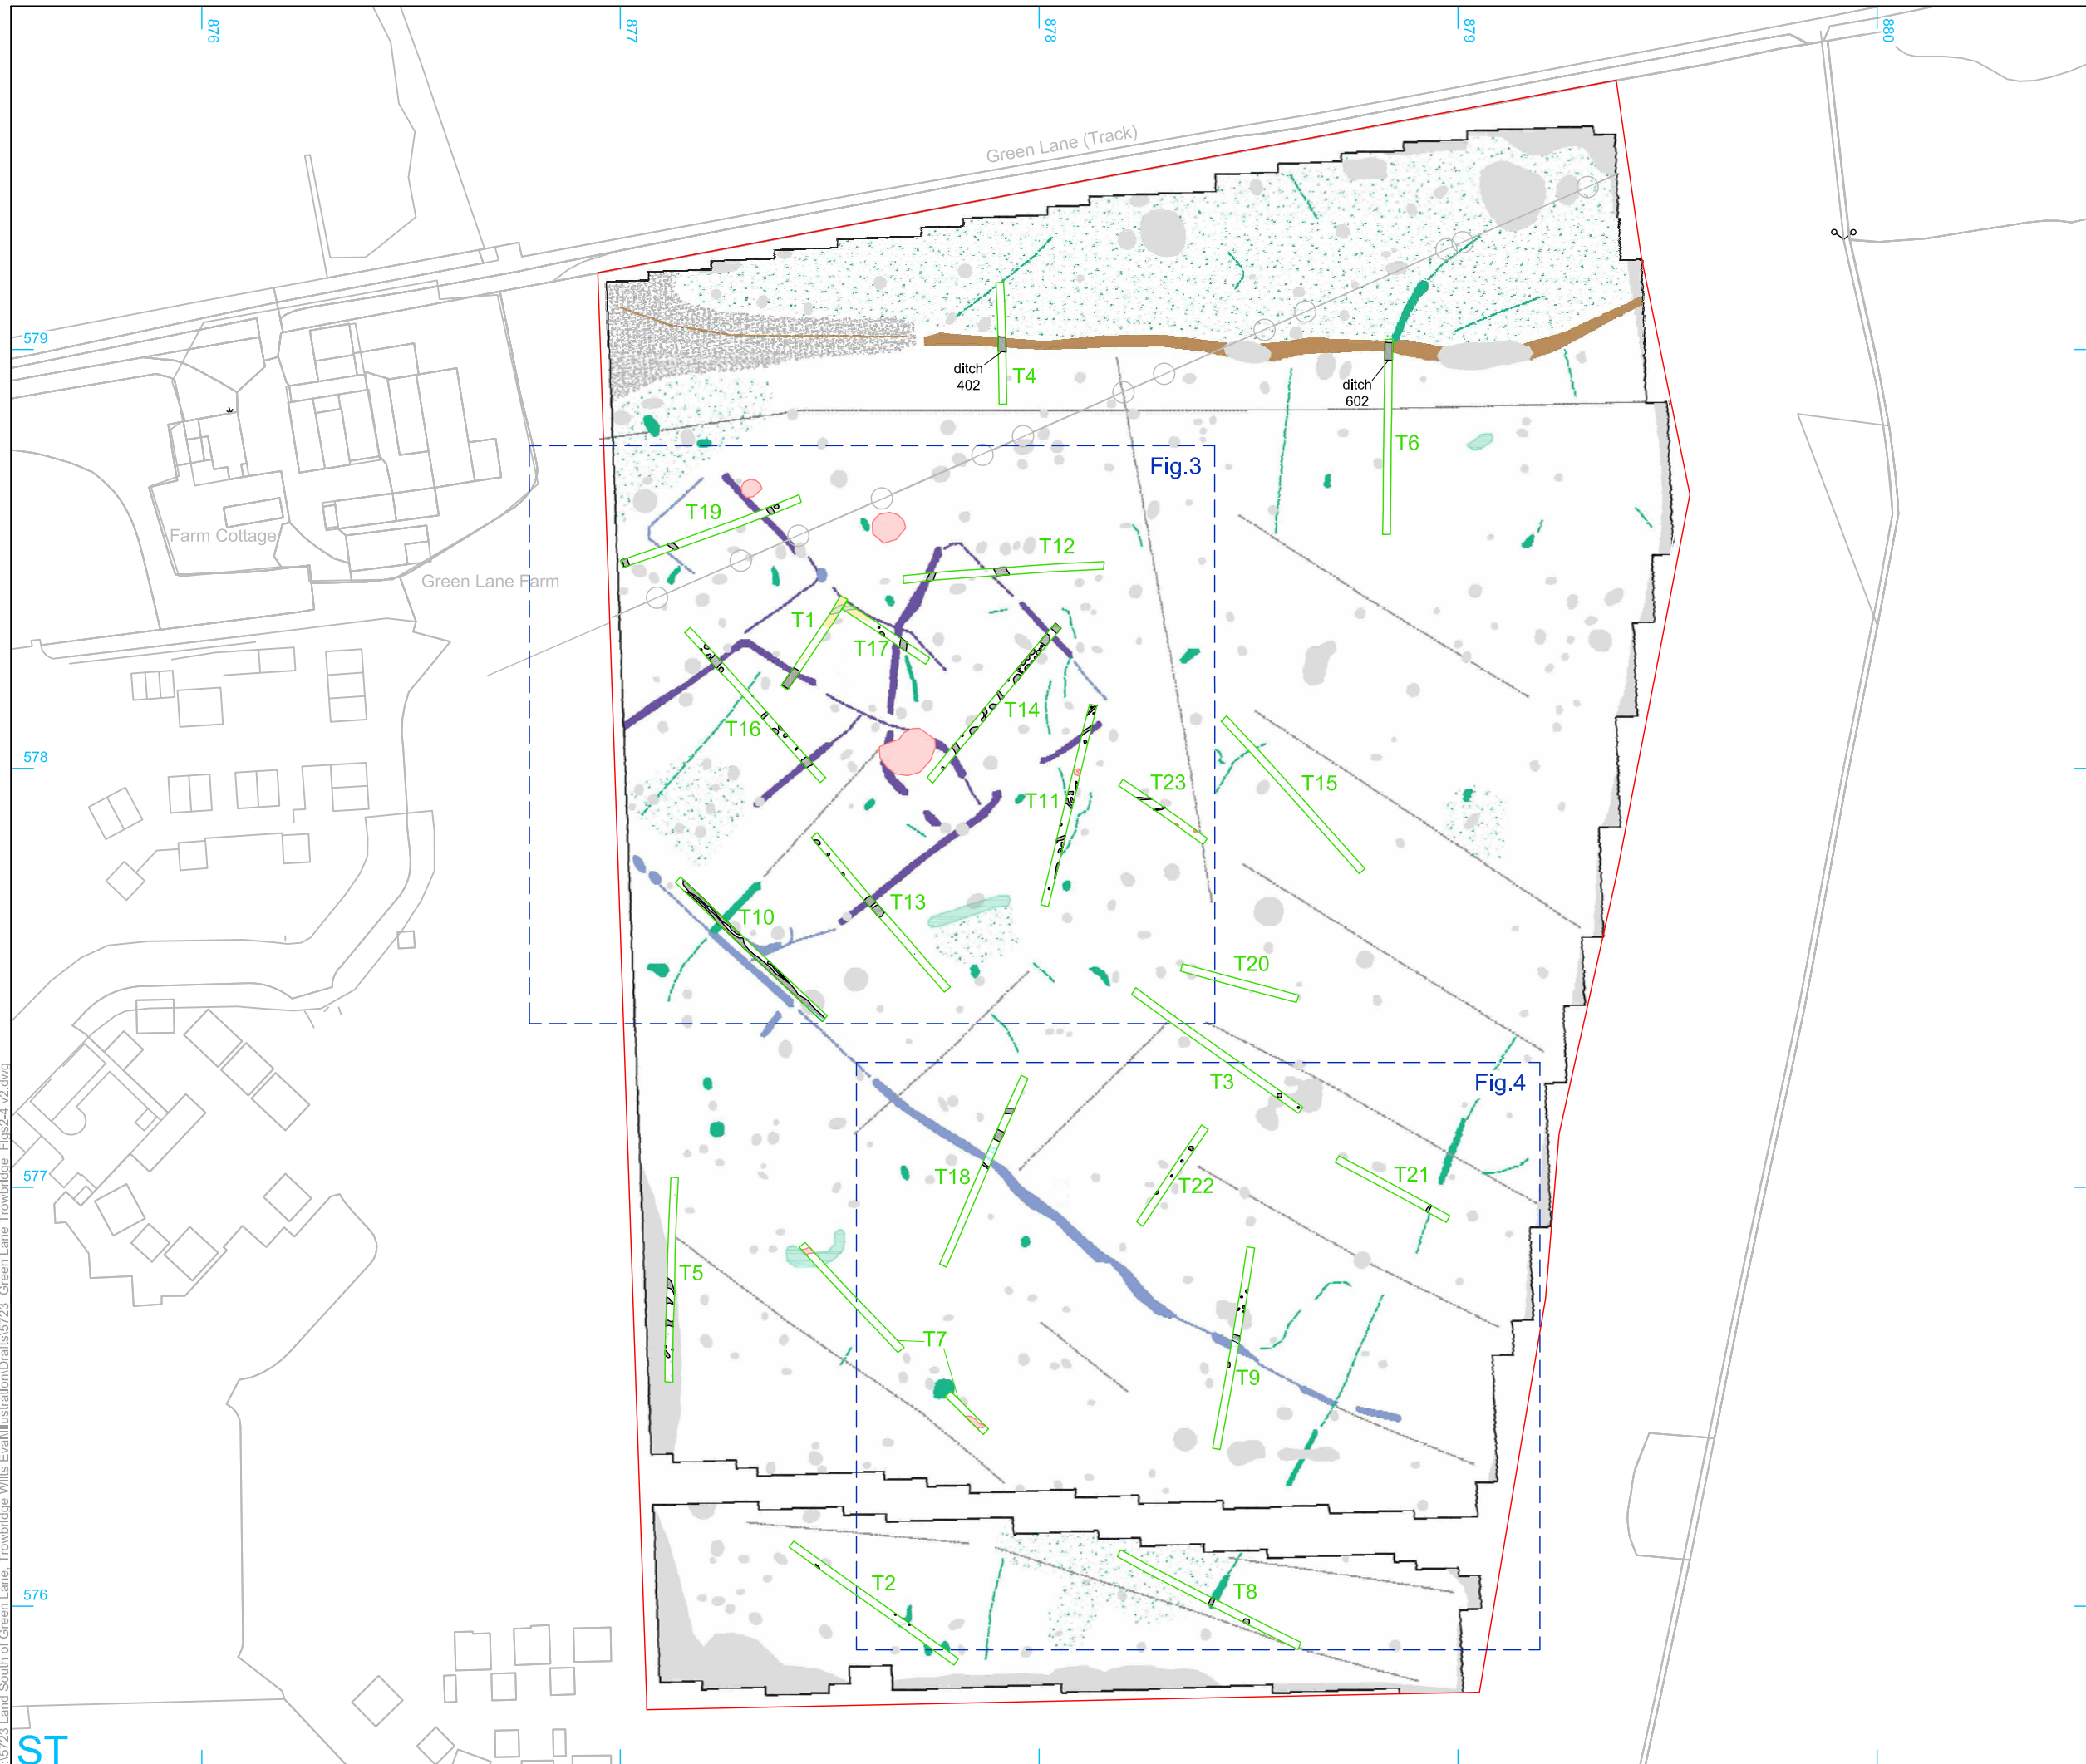 876
877
878
879
880
Green Lane (Track)
579
ditch
402
T4
ditch
602
T6
Fig.3
T19
Farm Cottage
T12
Green Lane Farm
T1
T17
T14
T16
578
T23
T15
T11
T13
T10
T20
Fig.4
T3
577
T18
T22
T21
T5
T7
T9
576
T2
T8
ST